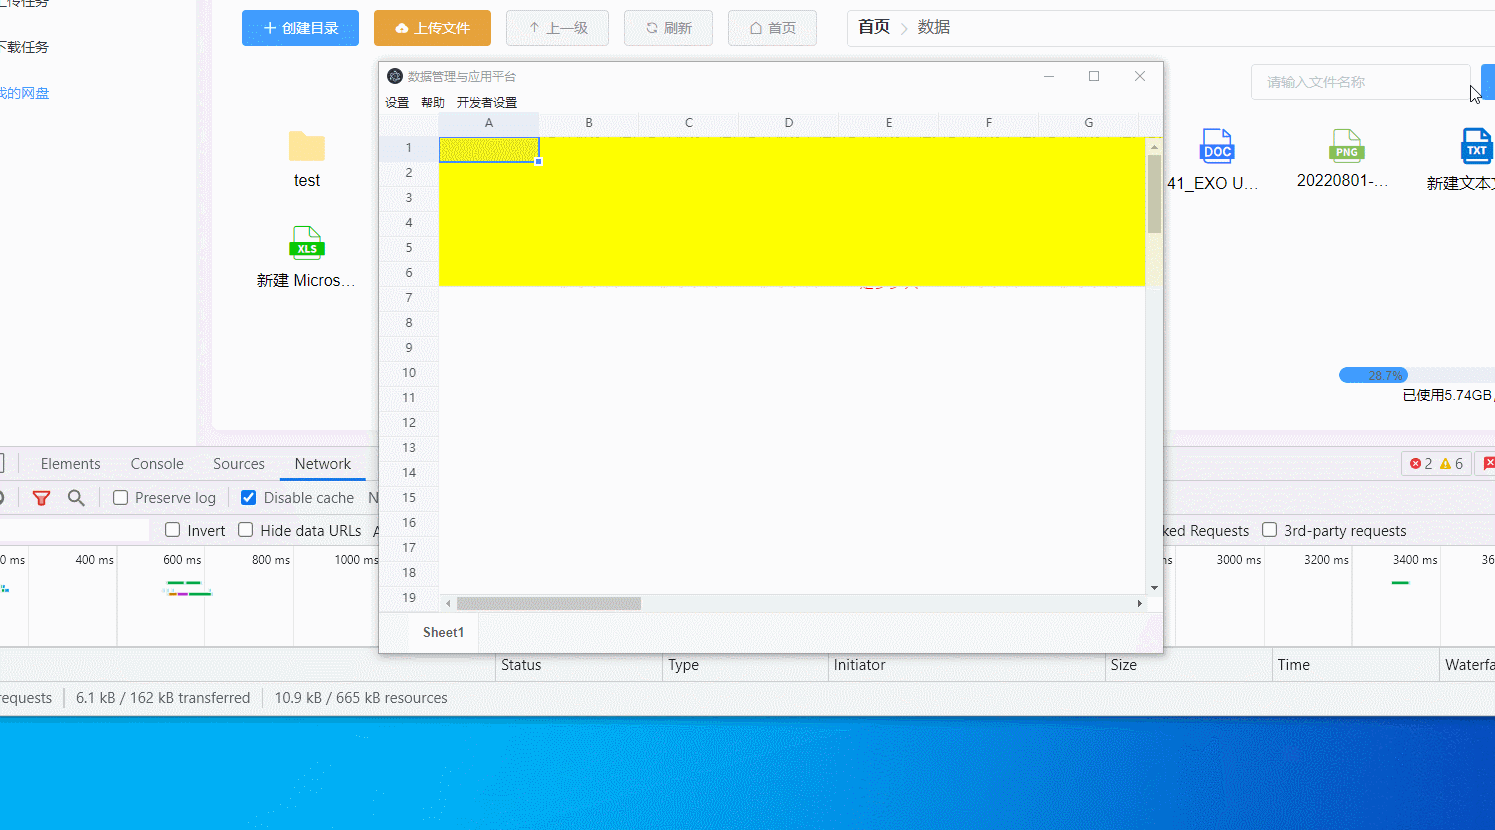 上传任务
下载任务
我的网盘
创建目录
上传文件
上一级
刷新
首页
首页
数据
请输入文件名称
test
新建 Micros...
XLS
DOC
41_EXO U...
PNG
20220801-...
TXT
新建文本文
28.7%
已使用5.74GB,
数据管理与应用平台
设置 帮助 开发者设置
A B C D E F G
1
2
3
4
5
6
7
8
9
10
11
12
13
14
15
16
17
18
19
Sheet1
Elements Console Sources Network
2 6
Preserve log Disable cache N
Invert Hide data URLs
ked Requests 3rd-party requests
0 ms 400 ms 600 ms 800 ms 1000 ms
ms 3000 ms 3200 ms 3400 ms 36
Status Type Initiator Size Time Waterfa
equests 6.1 kB / 162 kB transferred 10.9 kB / 665 kB resources